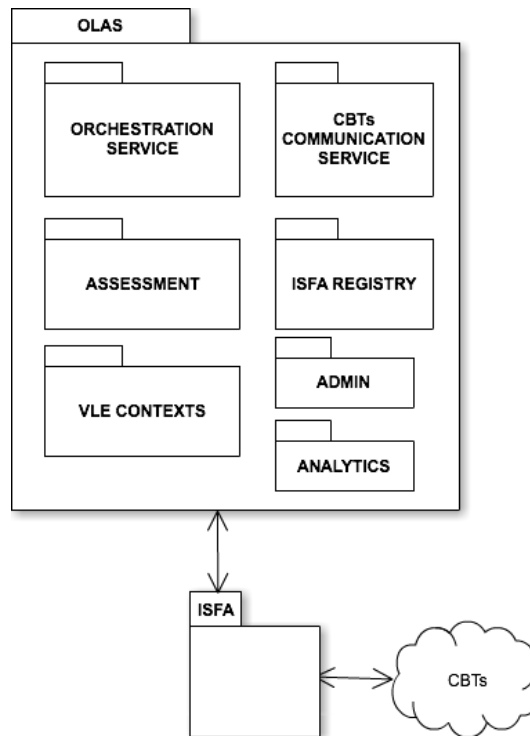 OLAS
ORCHESTRATION
SERVICE
CBTs
COMMUNICATION
SERVICE
ASSESSMENT
ISFA REGISTRY
VLE CONTEXTS
ADMIN
ANALYTICS
ISFA
CBTs